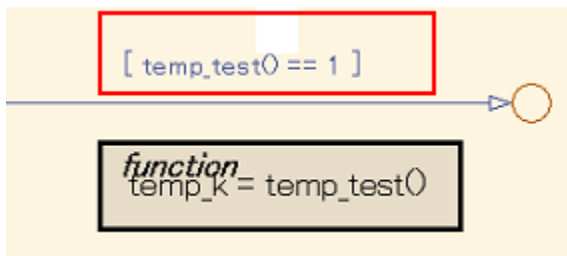 [ temp_test() == 1 ]
function
temp_k = temp_test()